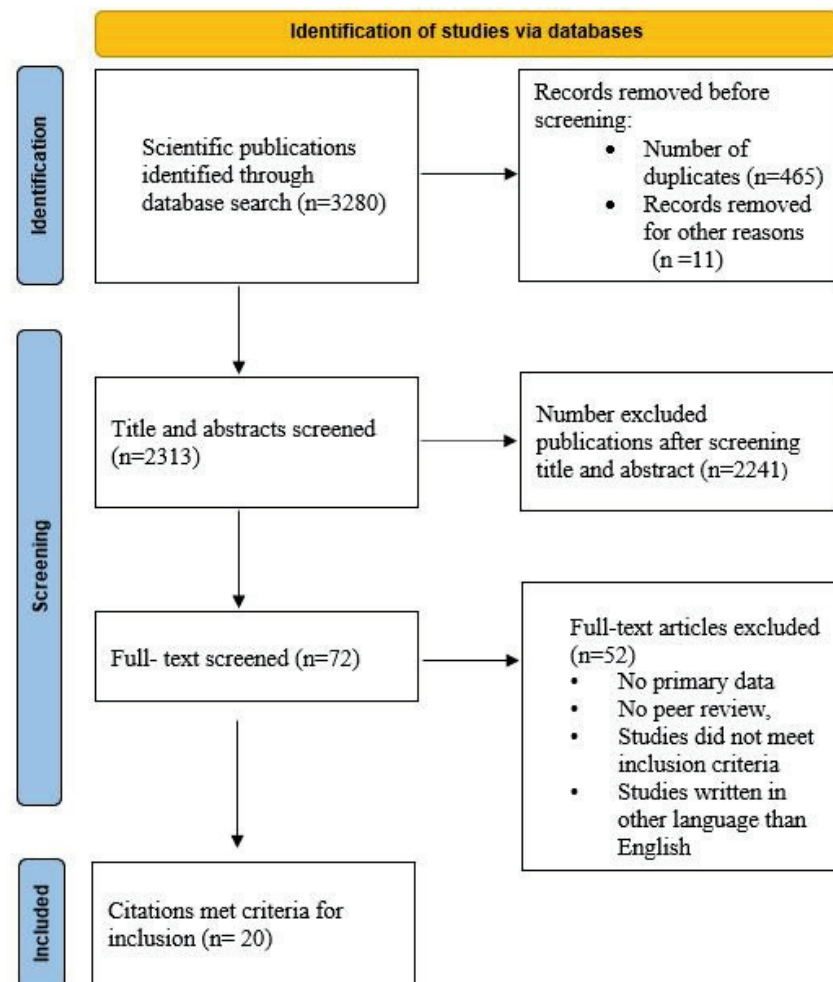 Identification of studies via databases
Identification
Scientific publications
identified through
database search (n=3280)
Records removed before
screening:
• Number of
duplicates (n=465)
• Records removed
for other reasons
(n =11)
Screening
Title and abstracts screened
(n=2313)
Number excluded
publications after screening
title and abstract (n=2241)
Full- text screened (n=72)
Full-text articles excluded
(n=52)
• No primary data
• No peer review,
• Studies did not meet
inclusion criteria
• Studies written in
other language than
English
Included
Citations met criteria for
inclusion (n= 20)